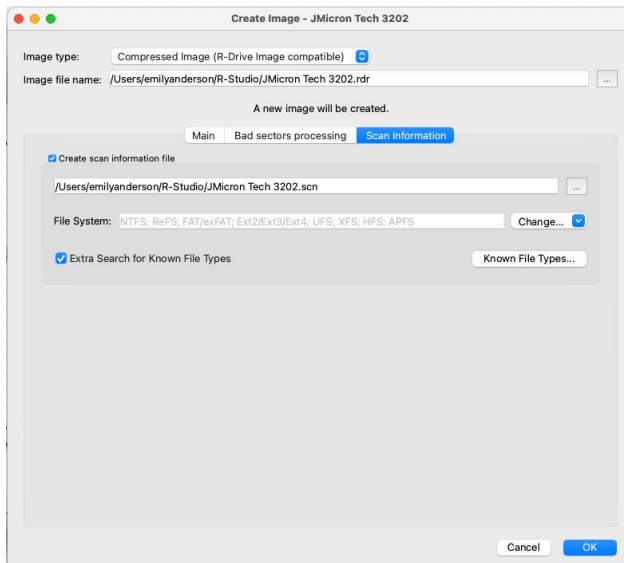 Create Image - JMicron Tech 3202
Image type: Compressed Image (R-Drive Image compatible)
Image file name: /Users/emilyanderson/R-Studio/JMicron Tech 3202.rdr ...
A new image will be created.
Main Bad sectors processing Scan Information
Create scan information file
/Users/emilyanderson/R-Studio/JMicron Tech 3202.scn ...
File System: NTFS; ReFS; FAT/exFAT; Ext2/Ext3/Ext4; UFS; XFS; HFS; APFS Change...
Extra Search for Known File Types Known File Types...
Cancel OK